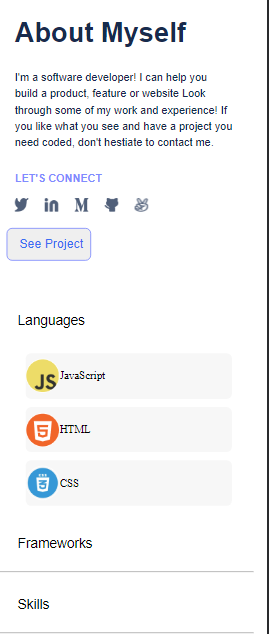 About Myself
I'm a software developer! I can help you
build a product, feature or website Look
through some of my work and experience! If
you like what you see and have a project you
need coded, don't hestiate to contact me.
LET'S CONNECT
See Project
Languages
JS JavaScript
HTML
CSS
Frameworks
Skills